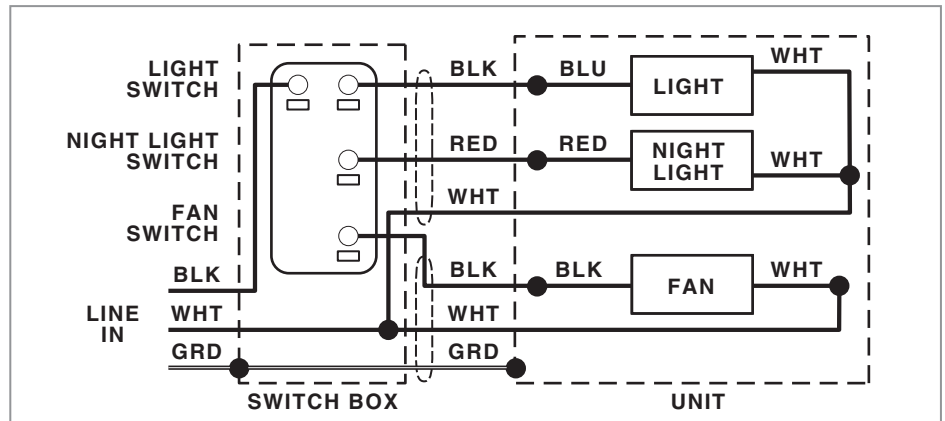 LIGHT
SWITCH
BLK
BLU
LIGHT
WHT
NIGHT LIGHT
SWITCH
RED
RED
NIGHT
LIGHT
WHT
WHT
FAN
SWITCH
BLK
BLK
BLK
FAN
WHT
LINE
IN
WHT
WHT
GRD
GRD
SWITCH BOX
UNIT